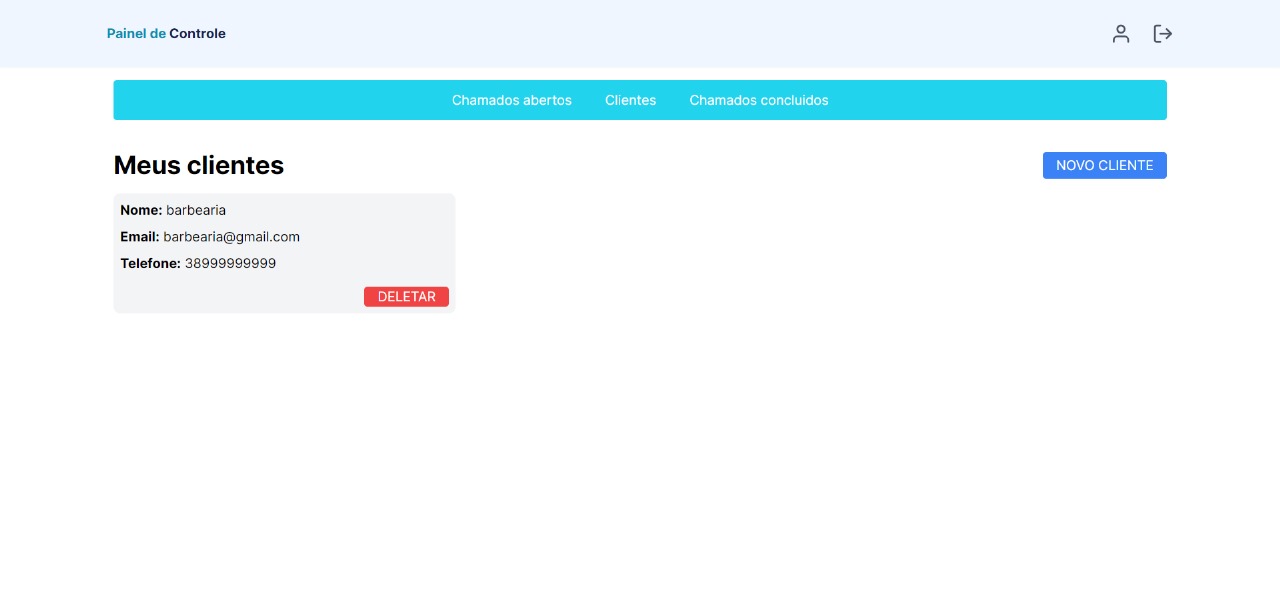 Painel de Controle
Chamados abertos Clientes Chamados concluidos
Meus clientes
NOVO CLIENTE
Nome: barbearia
Email: barbearia@gmail.com
Telefone: 38999999999
DELETAR